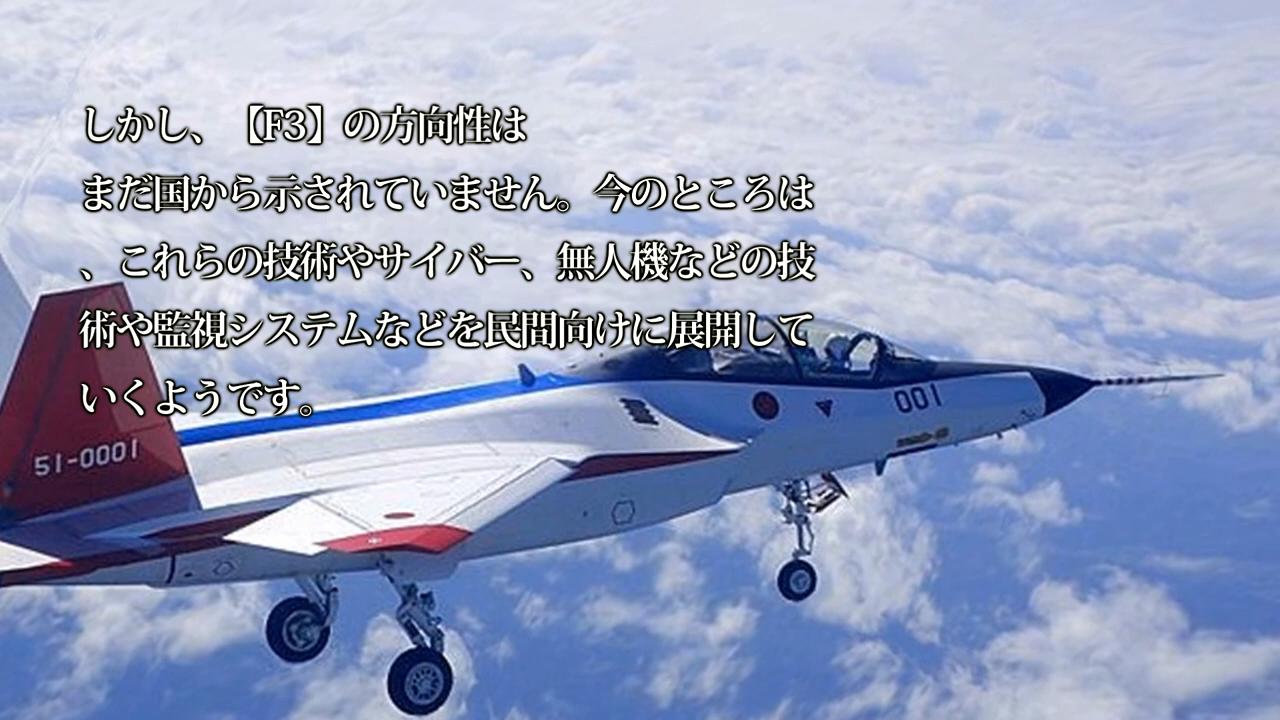 しかし、【F3】の方向性は
まだ国から示されていません。今のところは
、これらの技術やサイバー、無人機などの技
術や監視システムなどを民間向けに展開して
いくようです。
001
51-0001